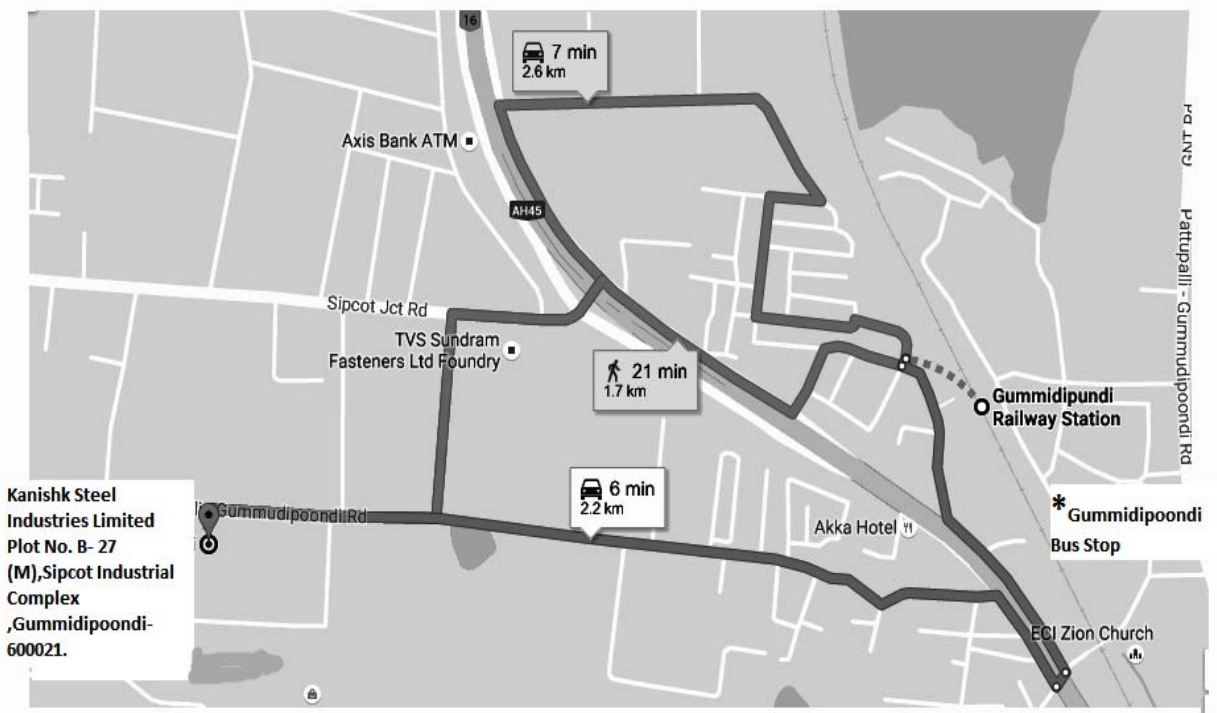 16
7 min
2.6 km
Axis Bank ATM
AH45
Sipcot Jct Rd
TVS Sundram
Fasteners Ltd Foundry
21 min
1.7 km
Gummidipundi
Railway Station
Pattupalli - Gummudipoondi Rd
GNT Rd
Kanishk Steel
Industries Limited
Plot No. B- 27
(M),Sipcot Industrial
Complex
,Gummidipoondi-
600021.
Gummudipoondi Rd
6 min
2.2 km
Akka Hotel
*Gummidipoondi
Bus Stop
ECI Zion Church